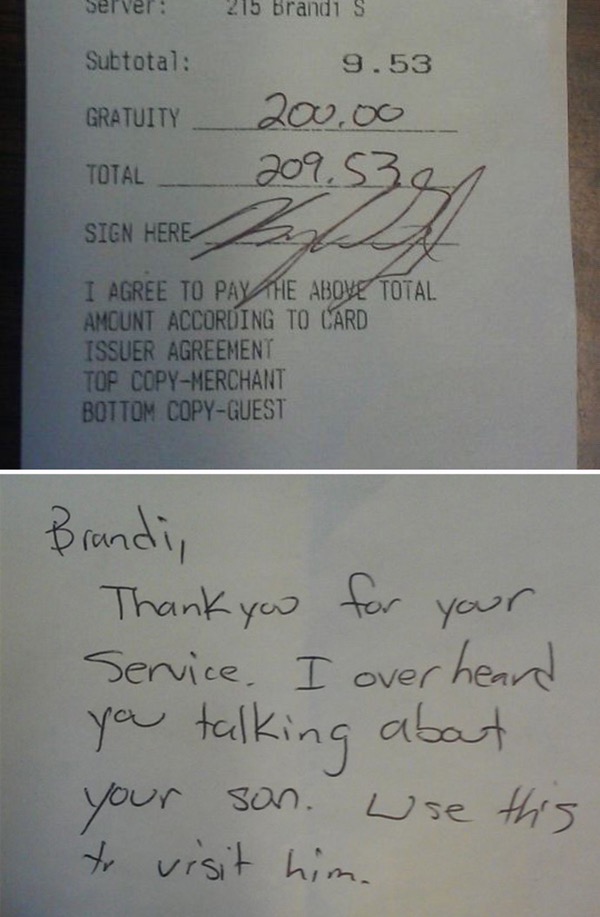 Server: 215 Brandi S
Subtotal: 9.53
GRATUITY 200.00
TOTAL 209.53
SIGN HERE
I AGREE TO PAY THE ABOVE TOTAL
AMOUNT ACCORDING TO CARD
ISSUER AGREEMENT
TOP COPY-MERCHANT
BOTTOM COPY-GUEST
Brandi,
Thank you for your
Service. I overheard
you talking about
your son. Use this
to visit him.